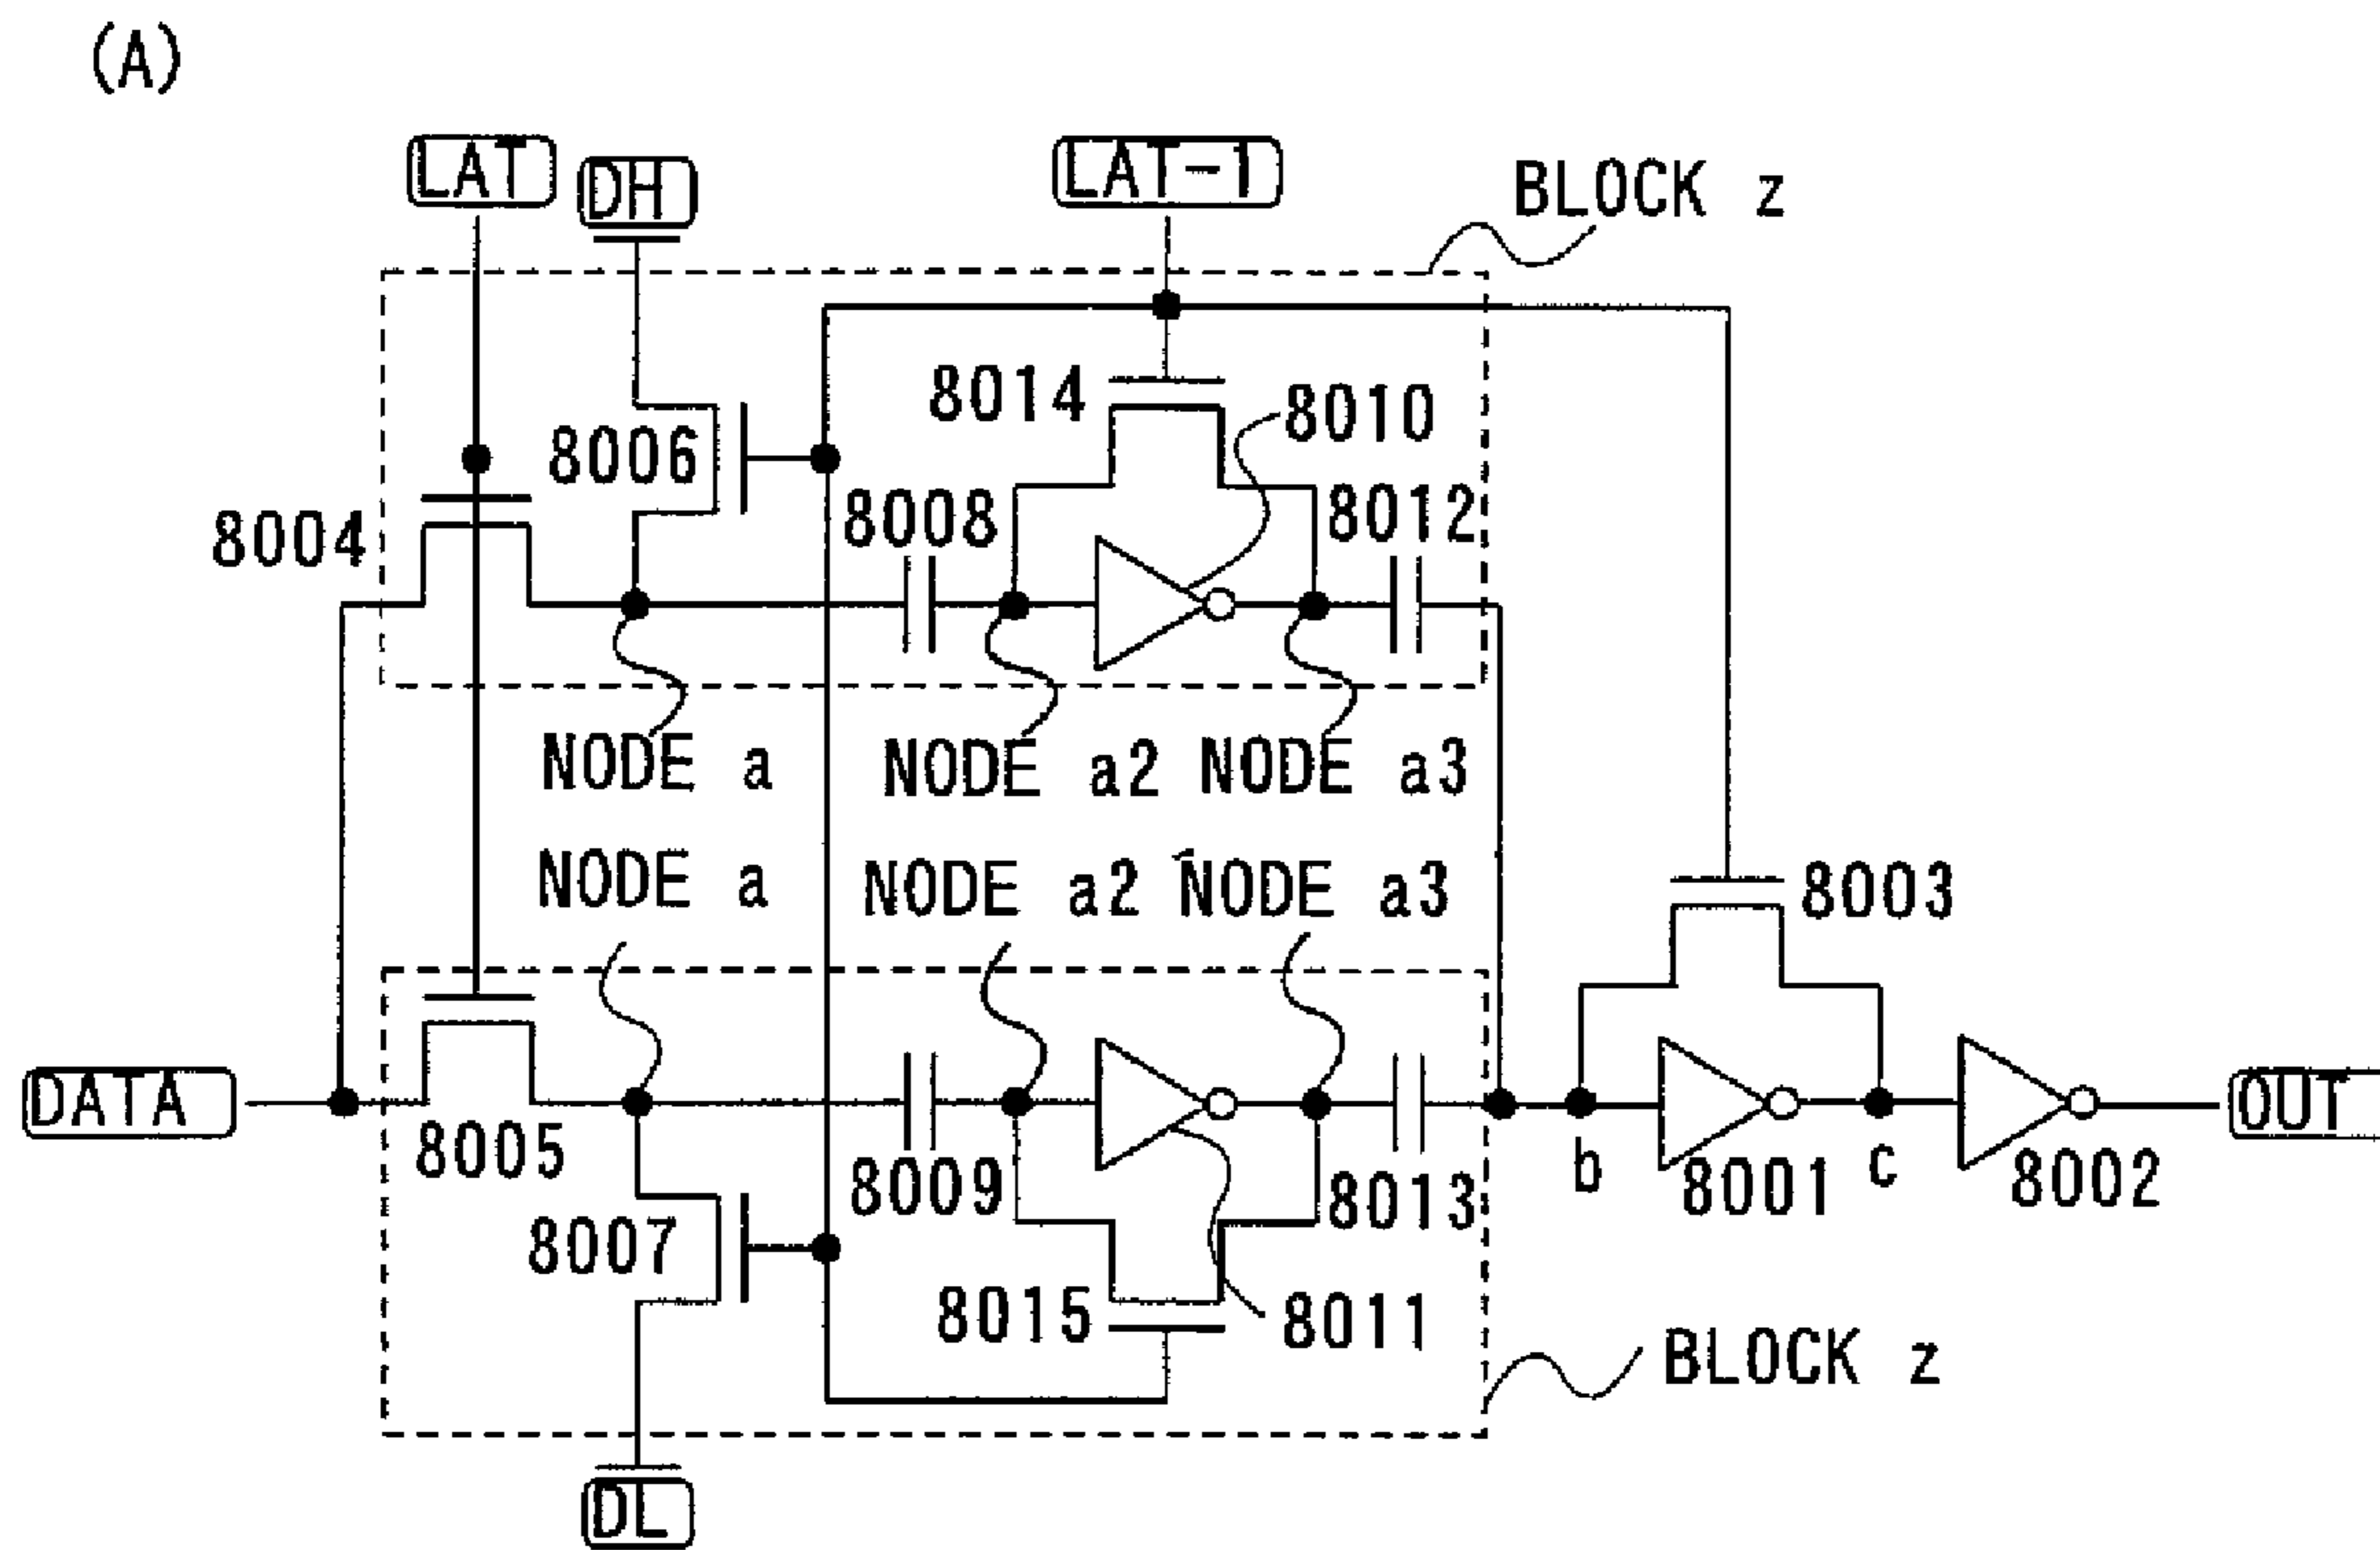 (A)
LAT
DH
LAT-1
BLOCK z
8014
8010
8006
8008
8012
8004
NODE a
NODE a2
NODE a3
NODE a
NODE a2
NODE a3
8003
DATA
OUT
8005
8009
8013
b
8001
c
8002
8007
8015
8011
BLOCK z
DL